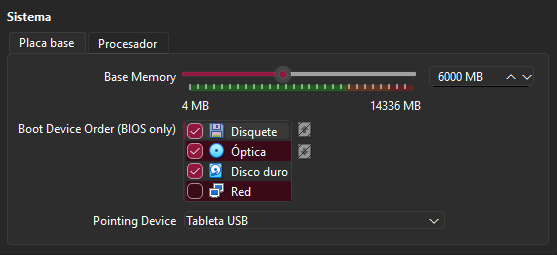 Sistema
Placa base Procesador
Base Memory 6000 MB
4 MB 14336 MB
Boot Device Order (BIOS only) Disquete
Óptica
Disco duro
Red
Pointing Device Tableta USB